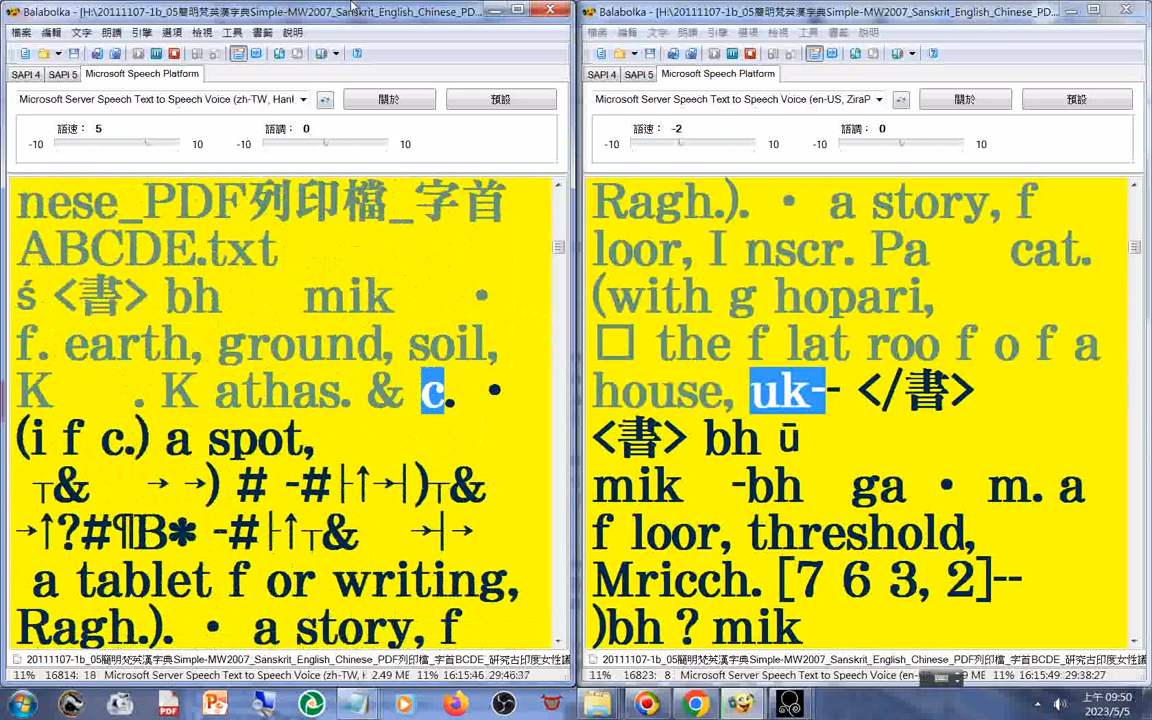 Balabolka - [H:\20111107-1b_05簡明梵英漢字典Simple-MW2007_Sanskrit_English_Chinese_PD...
檔案 編輯 文字 朗讀 引擎 選項 檢視 工具 書籤 說明
SAPI 4 SAPI 5 Microsoft Speech Platform
Microsoft Server Speech Text to Speech Voice (zh-TW, Hanl
關於 預設
語速： 5 語調： 0
-10 10 -10 10
nese_PDF列印檔_字首
ABCDE.txt
ś <書> bh mik •
f. earth, ground, soil,
K . K athas. & c. •
(i f c.) a spot,
┬& → →) # -#├↑→┤)┬&
→↑?#¶B✱ -#├↑┬& →┤→
a tablet f or writing,
Ragh.). • a story, f
20111107-1b_05簡明梵英漢字典Simple-MW2007_Sanskrit_English_Chinese_PDF列印檔_字首BCDE_研究古印度女性議
11% 16814: 18 Microsoft Server Speech Text to Speech Voice (zh-TW, H 2.49 ME 11% 16:15:46.29:46:37
Balabolka - [H:\20111107-1b_05簡明梵英漢字典Simple-MW2007_Sanskrit_English_Chinese_PD...
檔案 編輯 文字 朗讀 引擎 選項 檢視 工具 書籤 說明
SAPI 4 SAPI 5 Microsoft Speech Platform
Microsoft Server Speech Text to Speech Voice (en-US, ZiraP
關於 預設
語速： -2 語調： 0
-10 10 -10 10
Ragh.). • a story, f
loor, I nscr. Pa cat.
(with g hopari,
□ the f lat roo f o f a
house, uk-- </書>
<書> bh ū
mik -bh ga • m. a
f loor, threshold,
Mricch. [7 6 3, 2]--
)bh ? mik
20111107-1b_05簡明梵英漢字典Simple-MW2007_Sanskrit_English_Chinese_PDF列印檔_字首BCDE_研究古印度女性議
11% 16823: 8 Microsoft Server Speech Text to Speech Voice (en-US 11% 16:15:49.29:38:27
PDF
上午 09:50
2023/5/5